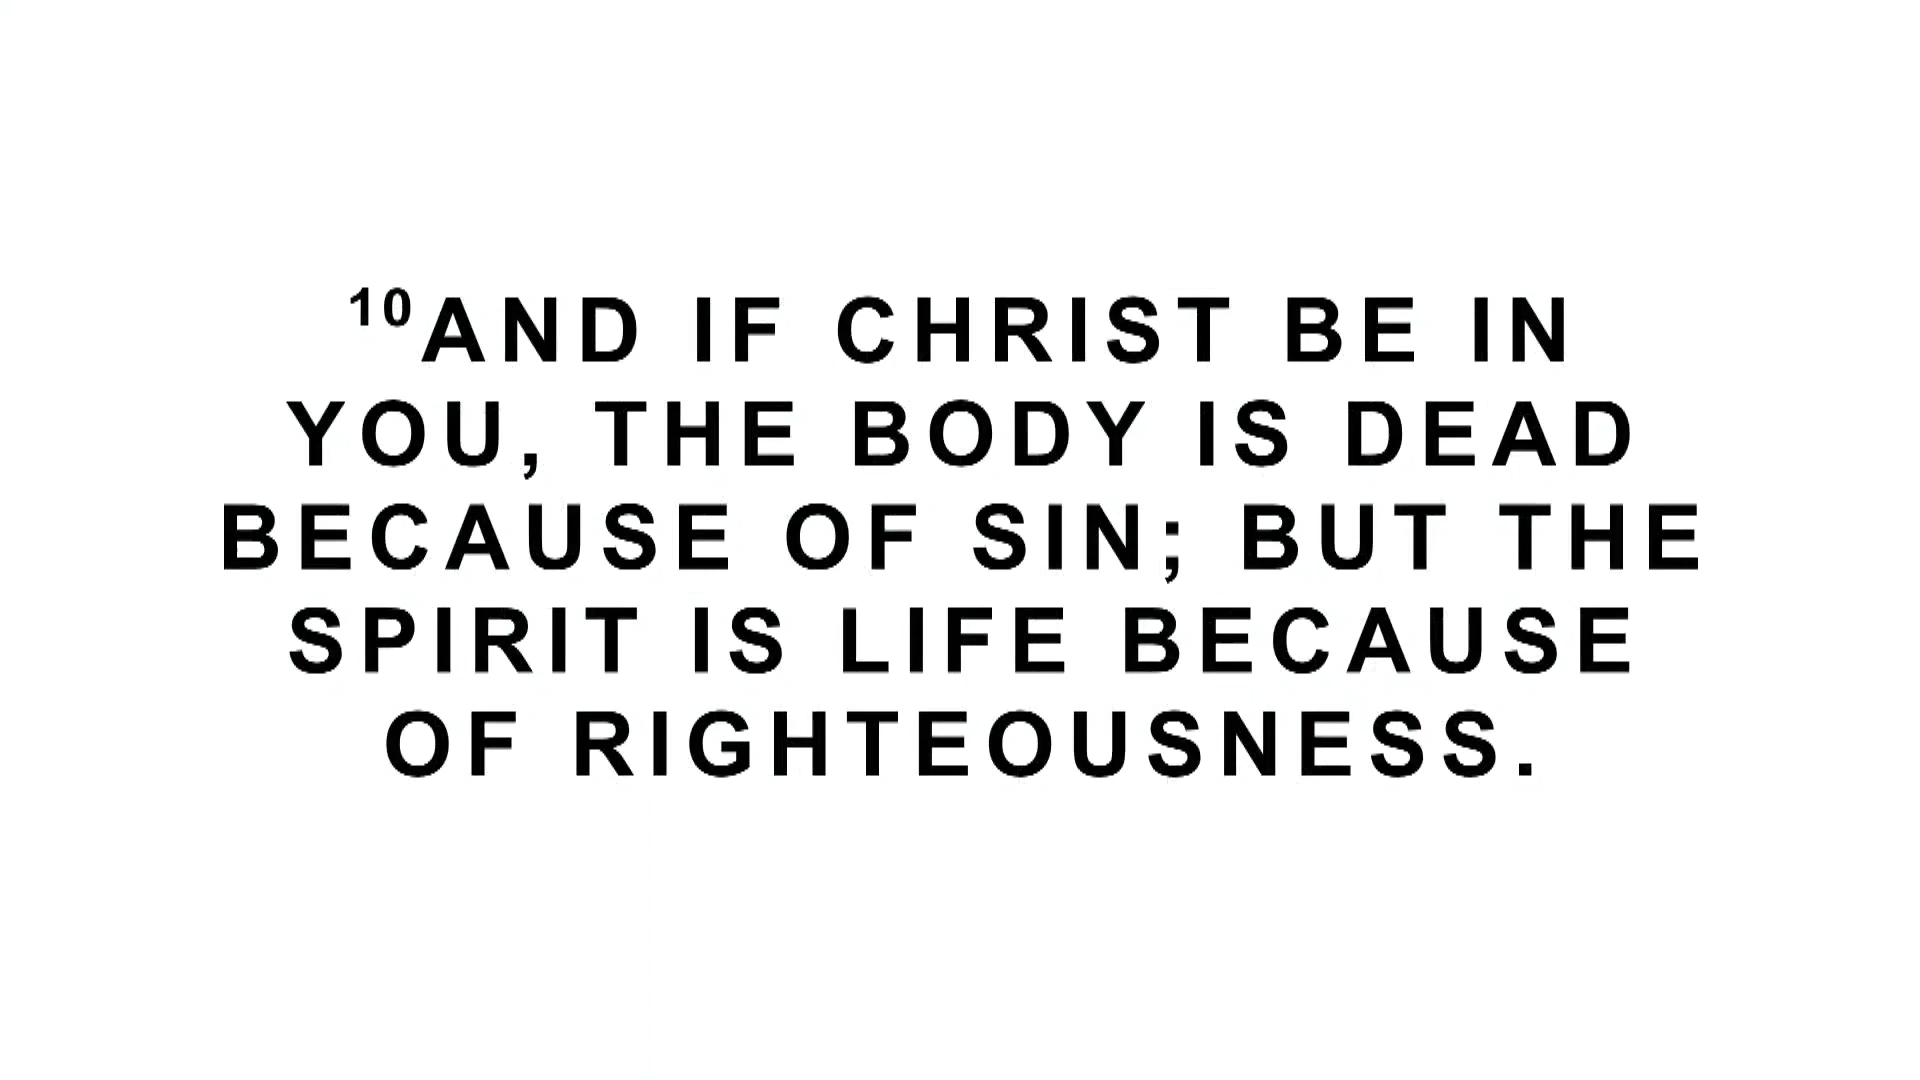 ¹⁰AND IF CHRIST BE IN
YOU, THE BODY IS DEAD
BECAUSE OF SIN; BUT THE
SPIRIT IS LIFE BECAUSE
OF RIGHTEOUSNESS.